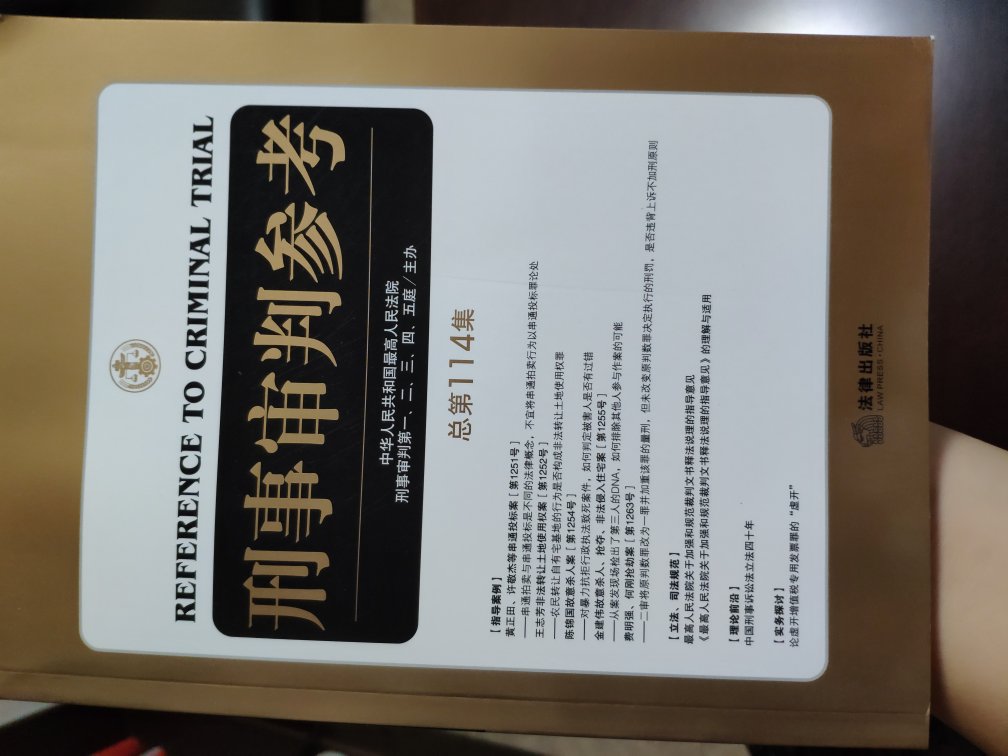 REFERENCE TO CRIMINAL TRIAL
刑事审判参考
中华人民共和国最高人民法院
刑事审判第一、二、三、四、五庭/主办
总第114集
[指导案例]
黄正田、许敬杰等串通投标案[第1251号]
——串通拍卖与串通投标是不同的法律概念，不宜将串通拍卖行为以串通投标罪论处
王志芳非法转让土地使用权案[第1252号]
——农民转让自有宅基地的行为是否构成非法转让土地使用权罪
陈锦国故意杀人案[第1254号]
——对暴力抗拒行政执法致死案件，如何判定被害人是否有过错
金建伟故意杀人、抢夺、非法侵入住宅案[第1255号]
——从案发现场检出了第三人的DNA，如何排除其他人参与作案的可能
费明强、何刚抢劫案[第1263号]
——二审将原判数罪改为一罪并加重该罪的量刑，但未改变原判数罪决定执行的刑罚，是否违背上诉不加刑原则
[立法、司法规范]
最高人民法院关于加强和规范裁判文书释法说理的指导意见
《最高人民法院关于加强和规范裁判文书释法说理的指导意见》的理解与适用
[理论前沿]
中国刑事诉讼法立法四十年
[实务探讨]
论虚开增值税专用发票罪的“虚开”
法律出版社
LAW PRESS·CHINA